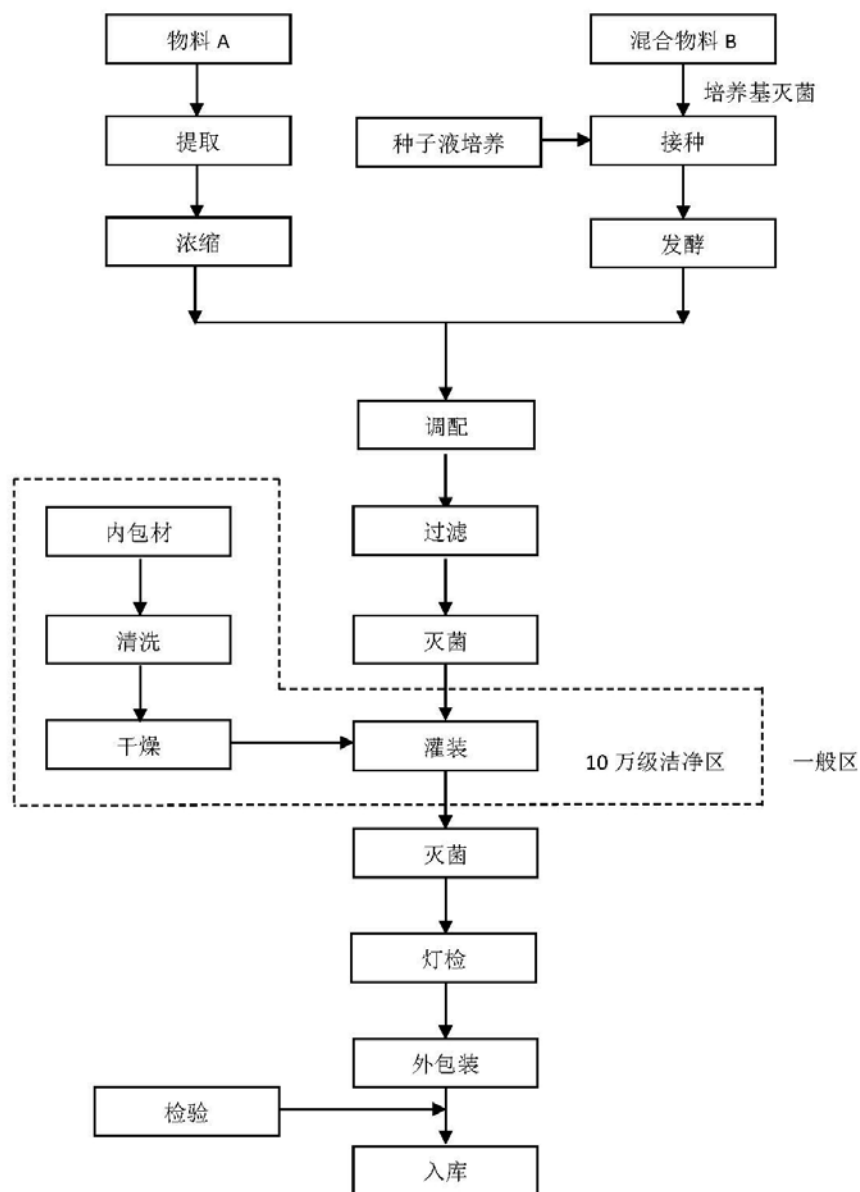 物料 A
混合物料 B
培养基灭菌
提取
种子液培养
接种
浓缩
发酵
调配
内包材
过滤
清洗
灭菌
干燥
灌装
10 万级洁净区
一般区
灭菌
灯检
外包装
检验
入库